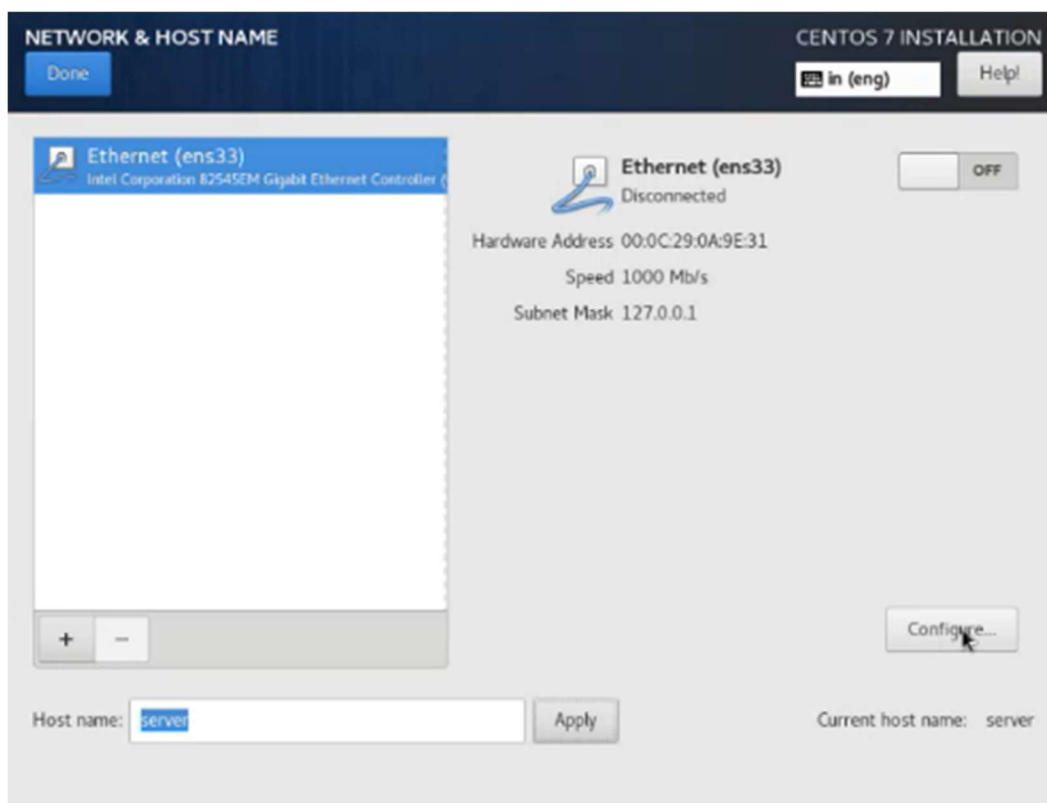 NETWORK & HOST NAME
CENTOS 7 INSTALLATION
Done
in (eng)
Help!
Ethernet (ens33)
Intel Corporation 82545EM Gigabit Ethernet Controller (
Ethernet (ens33)
Disconnected
OFF
Hardware Address 00:0C:29:0A:9E:31
Speed 1000 Mb/s
Subnet Mask 127.0.0.1
+ −
Configure...
Host name: server
Apply
Current host name: server